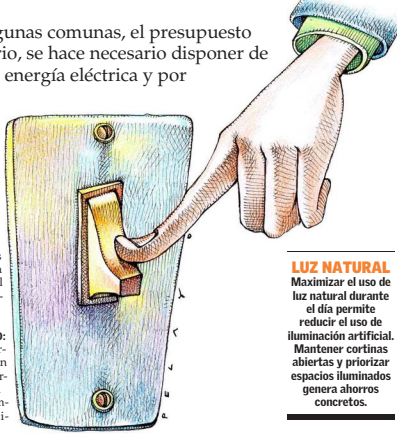 gunas comunas, el presupuesto
rio, se hace necesario disponer de
energía eléctrica y por
LUZ NATURAL
Maximizar el uso de
luz natural durante
el día permite
reducir el uso de
iluminación artificial.
Mantener cortinas
abiertas y priorizar
espacios iluminados
genera ahorros
concretos.